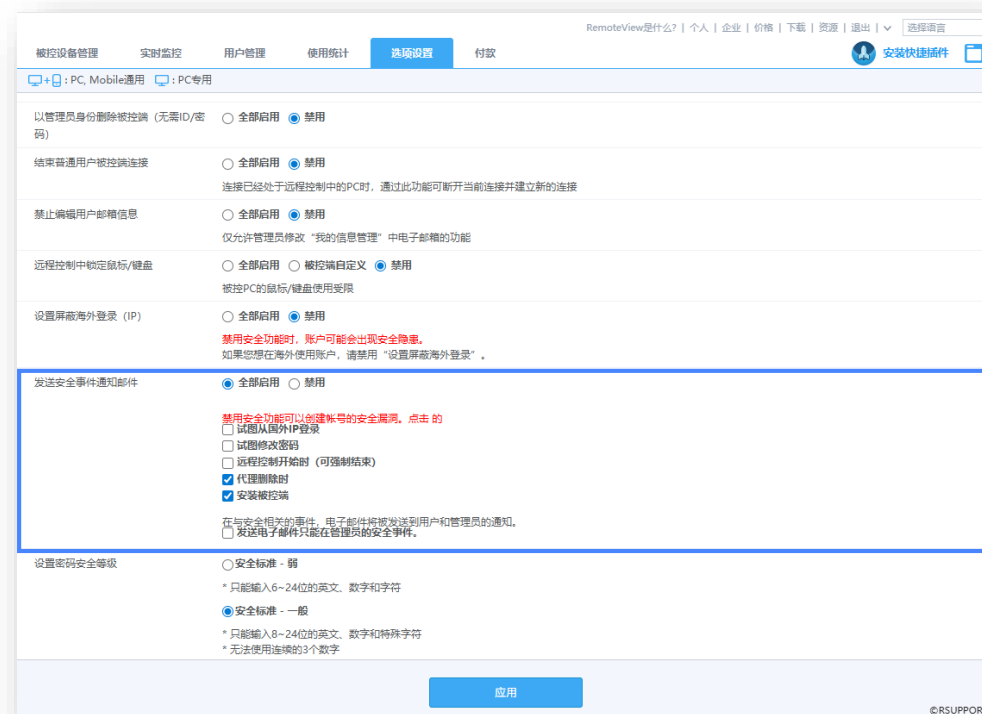 RemoteView是什么? | 个人 | 企业 | 价格 | 下载 | 资源 | 退出 | 选择语言
被控设备管理 实时监控 用户管理 使用统计 选项设置 付款 安装快捷插件
+ : PC, Mobile通用 : PC专用
以管理员身份删除被控端（无需ID/密 全部启用 禁用
码）
结束普通用户被控端连接 全部启用 禁用
连接已经处于远程控制中的PC时，通过此功能可断开当前连接并建立新的连接
禁止编辑用户邮箱信息 全部启用 禁用
仅允许管理员修改“我的信息管理”中电子邮箱的功能
远程控制中锁定鼠标/键盘 全部启用 被控端自定义 禁用
被控PC的鼠标/键盘使用受限
设置屏蔽海外登录（IP） 全部启用 禁用
禁用安全功能时，账户可能会出现安全隐患。
如果您想在海外使用账户，请禁用“设置屏蔽海外登录”。
发送安全事件通知邮件 全部启用 禁用
禁用安全功能可以创建帐号的安全漏洞。点击 的
试图从国外IP登录
试图修改密码
远程控制开始时（可强制结束）
代理删除时
安装被控端
在与安全相关的事件，电子邮件将被发送到用户和管理员的通知。
发送电子邮件只能在管理员的安全事件。
设置密码安全等级 安全标准 - 弱
* 只能输入6~24位的英文、数字和字符
安全标准 - 一般
* 只能输入8~24位的英文、数字和特殊字符
* 无法使用连续的3个数字
应用
©RSUPPOR